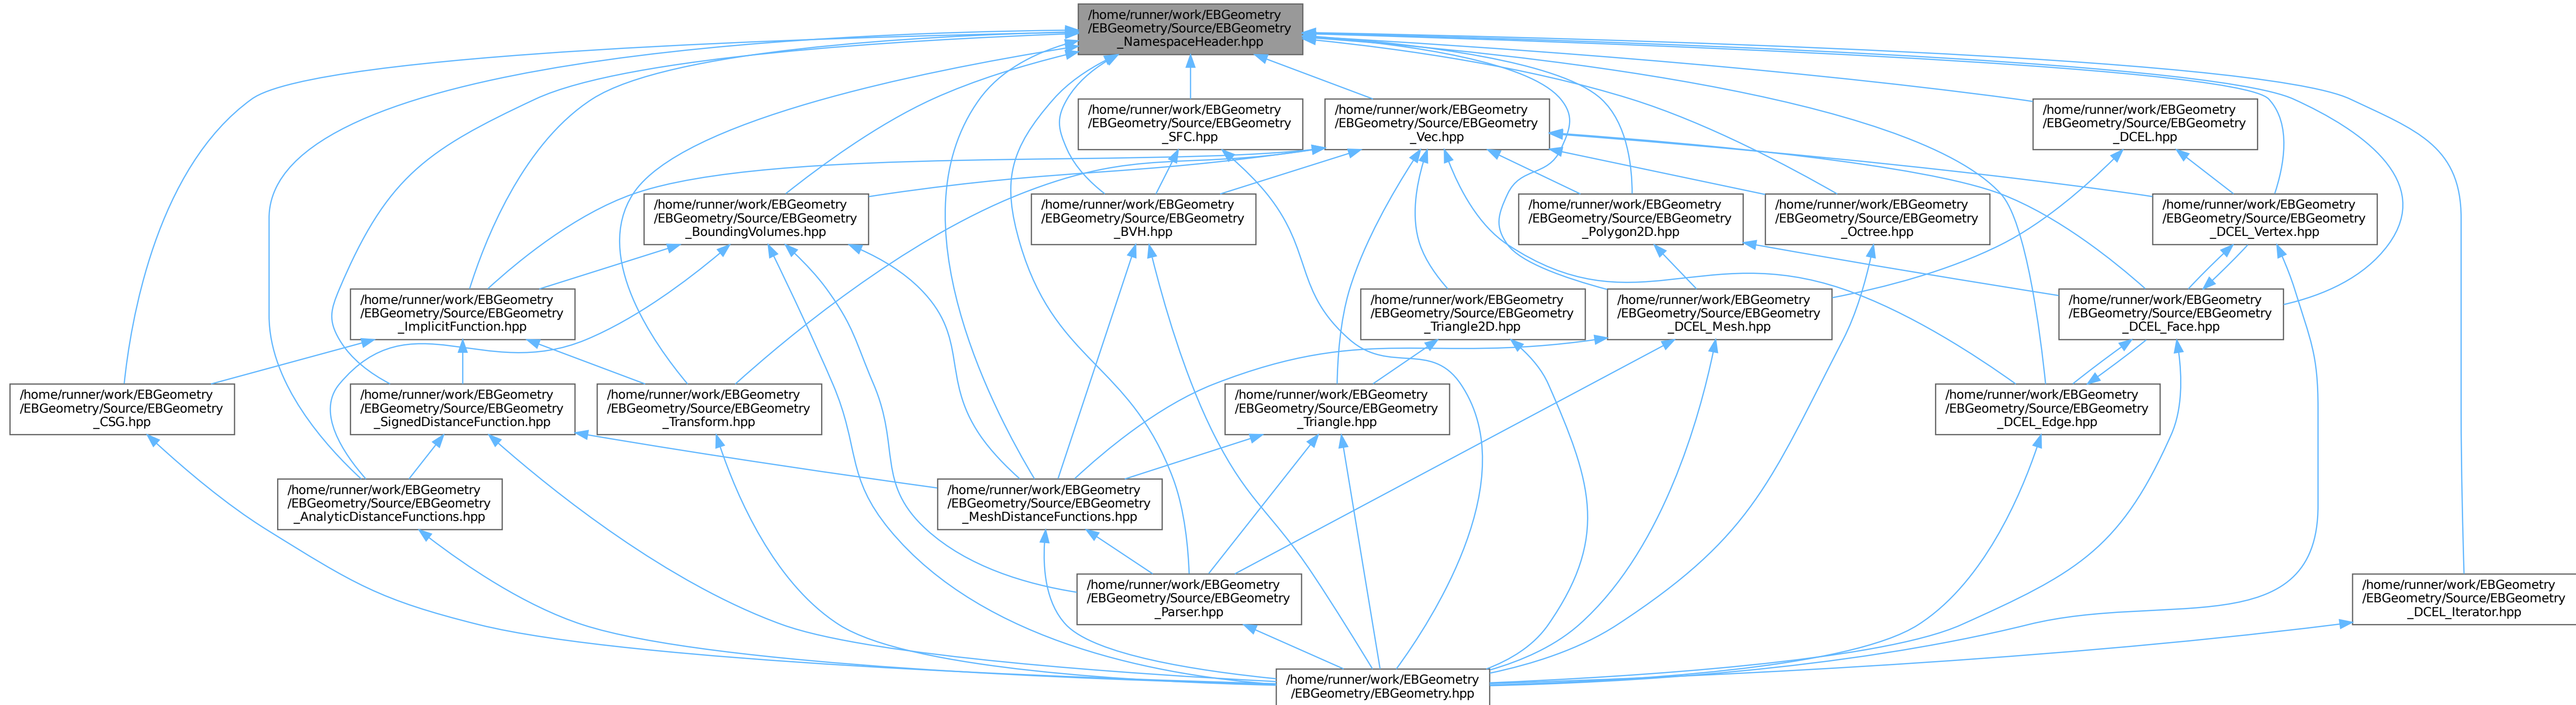 /home/runner/work/EBGeometry
/EBGeometry/Source/EBGeometry
_NamespaceHeader.hpp
/home/runner/work/EBGeometry
/EBGeometry/Source/EBGeometry
_SFC.hpp
/home/runner/work/EBGeometry
/EBGeometry/Source/EBGeometry
_Vec.hpp
/home/runner/work/EBGeometry
/EBGeometry/Source/EBGeometry
_DCEL.hpp
/home/runner/work/EBGeometry
/EBGeometry/Source/EBGeometry
_BoundingVolumes.hpp
/home/runner/work/EBGeometry
/EBGeometry/Source/EBGeometry
_BVH.hpp
/home/runner/work/EBGeometry
/EBGeometry/Source/EBGeometry
_Polygon2D.hpp
/home/runner/work/EBGeometry
/EBGeometry/Source/EBGeometry
_Octree.hpp
/home/runner/work/EBGeometry
/EBGeometry/Source/EBGeometry
_DCEL_Vertex.hpp
/home/runner/work/EBGeometry
/EBGeometry/Source/EBGeometry
_ImplicitFunction.hpp
/home/runner/work/EBGeometry
/EBGeometry/Source/EBGeometry
_Triangle2D.hpp
/home/runner/work/EBGeometry
/EBGeometry/Source/EBGeometry
_DCEL_Mesh.hpp
/home/runner/work/EBGeometry
/EBGeometry/Source/EBGeometry
_DCEL_Face.hpp
/home/runner/work/EBGeometry
/EBGeometry/Source/EBGeometry
_CSG.hpp
/home/runner/work/EBGeometry
/EBGeometry/Source/EBGeometry
_SignedDistanceFunction.hpp
/home/runner/work/EBGeometry
/EBGeometry/Source/EBGeometry
_Transform.hpp
/home/runner/work/EBGeometry
/EBGeometry/Source/EBGeometry
_Triangle.hpp
/home/runner/work/EBGeometry
/EBGeometry/Source/EBGeometry
_DCEL_Edge.hpp
/home/runner/work/EBGeometry
/EBGeometry/Source/EBGeometry
_AnalyticDistanceFunctions.hpp
/home/runner/work/EBGeometry
/EBGeometry/Source/EBGeometry
_MeshDistanceFunctions.hpp
/home/runner/work/EBGeometry
/EBGeometry/Source/EBGeometry
_Parser.hpp
/home/runner/work/EBGeometry
/EBGeometry/Source/EBGeometry
_DCEL_Iterator.hpp
/home/runner/work/EBGeometry
/EBGeometry/EBGeometry.hpp